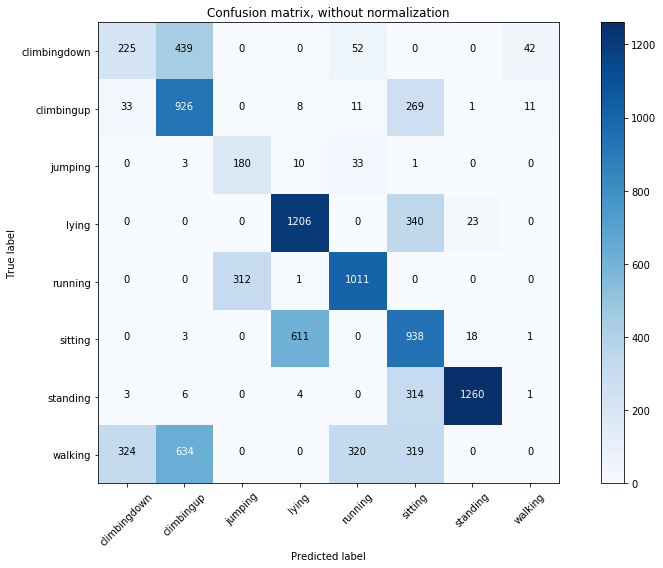 Confusion matrix, without normalization
climbingdown 225 439 0 0 52 0 0 42
climbingup 33 926 0 8 11 269 1 11
jumping 0 3 180 10 33 1 0 0
lying 0 0 0 1206 0 340 23 0
running 0 0 312 1 1011 0 0 0
sitting 0 3 0 611 0 938 18 1
standing 3 6 0 4 0 314 1260 1
walking 324 634 0 0 320 319 0 0
True label
climbingdown climbingup jumping lying running sitting standing walking
Predicted label
1200
1000
800
600
400
200
0